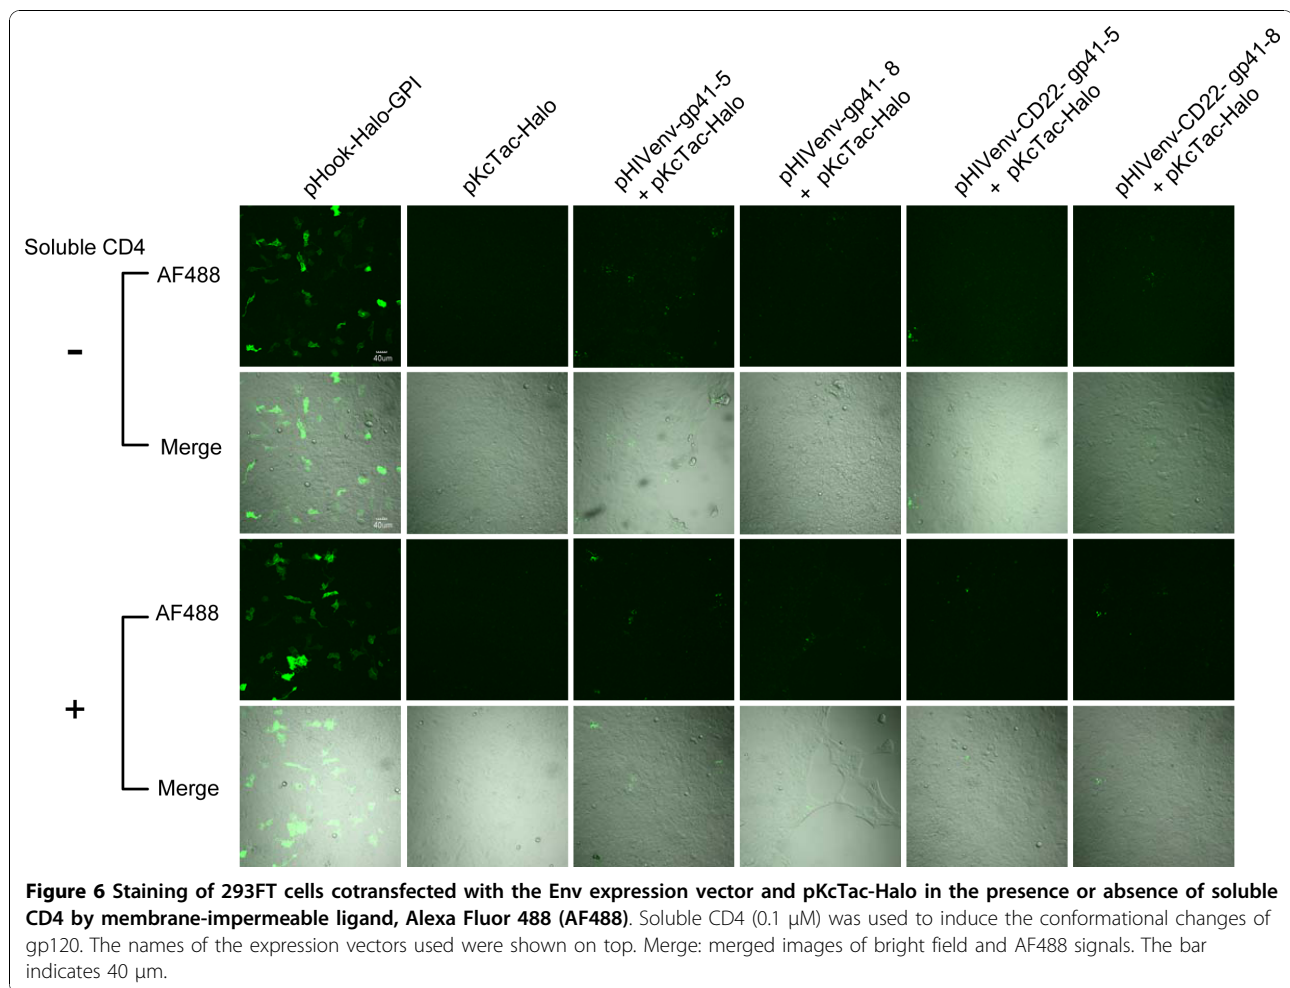 pHook-Halo-GPI
pKcTac-Halo
pHIVenv-gp41-5
+ pKcTac-Halo
pHIVenv-gp41- 8
+ pKcTac-Halo
pHIVenv-CD22- gp41-5
+ pKcTac-Halo
pHIVenv-CD22- gp41-8
+ pKcTac-Halo
Soluble CD4
AF488
-
40um
Merge
40um
AF488
+
Merge
Figure 6 Staining of 293FT cells cotransfected with the Env expression vector and pKcTac-Halo in the presence or absence of soluble
CD4 by membrane-impermeable ligand, Alexa Fluor 488 (AF488). Soluble CD4 (0.1 μM) was used to induce the conformational changes of
gp120. The names of the expression vectors used were shown on top. Merge: merged images of bright field and AF488 signals. The bar
indicates 40 μm.